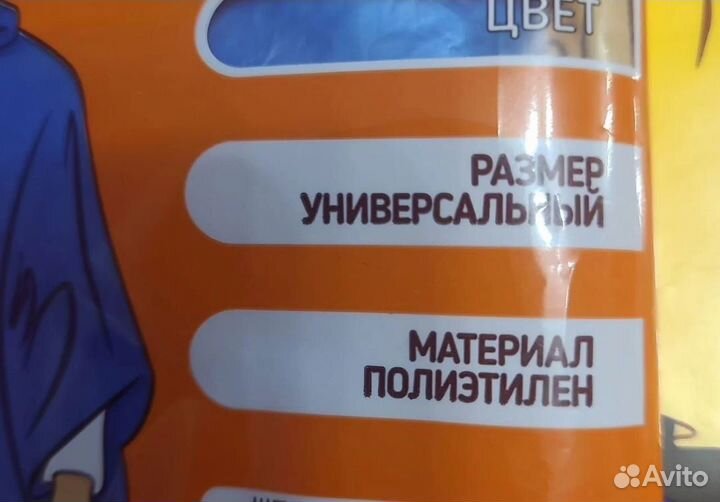 ЦВЕТ
РАЗМЕР
УНИВЕРСАЛЬНЫЙ
МАТЕРИАЛ
ПОЛИЭТИЛЕН
Avito